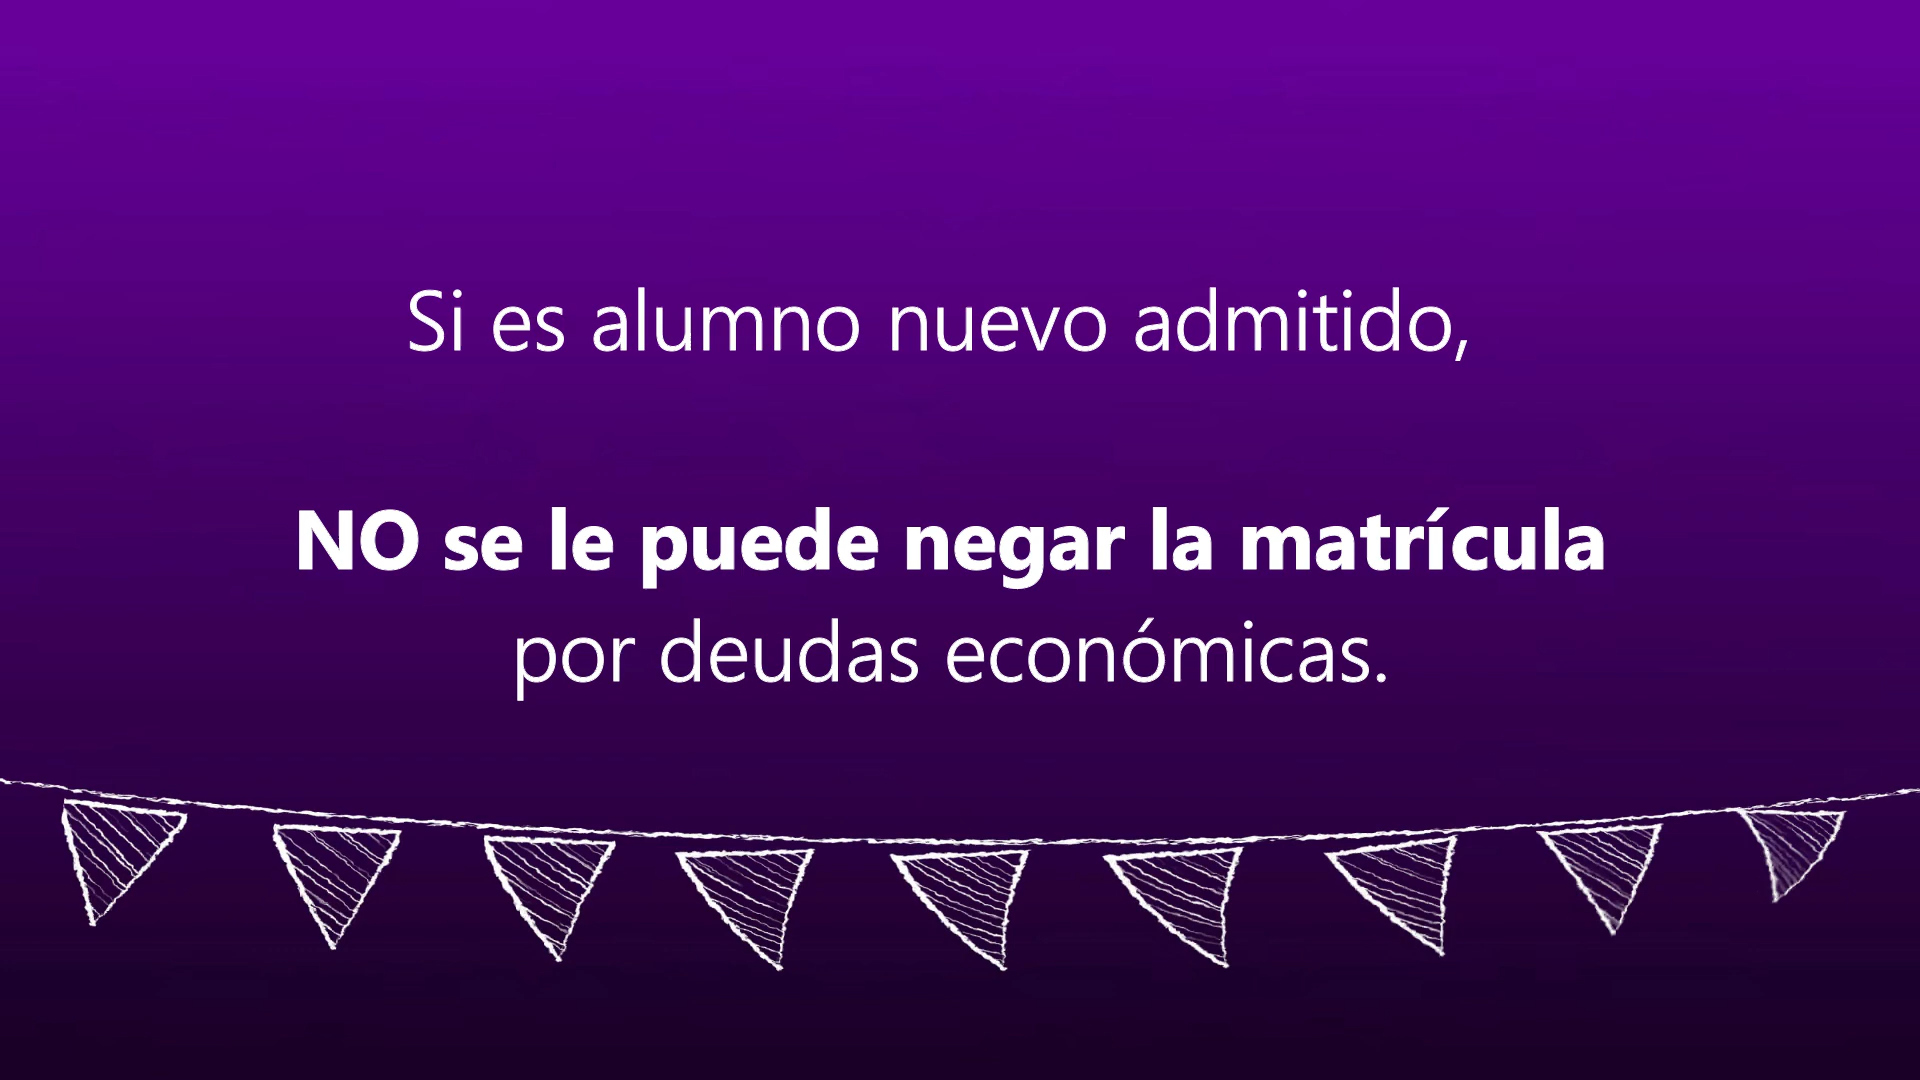 Si es alumno nuevo admitido,
NO se le puede negar la matrícula
por deudas económicas.